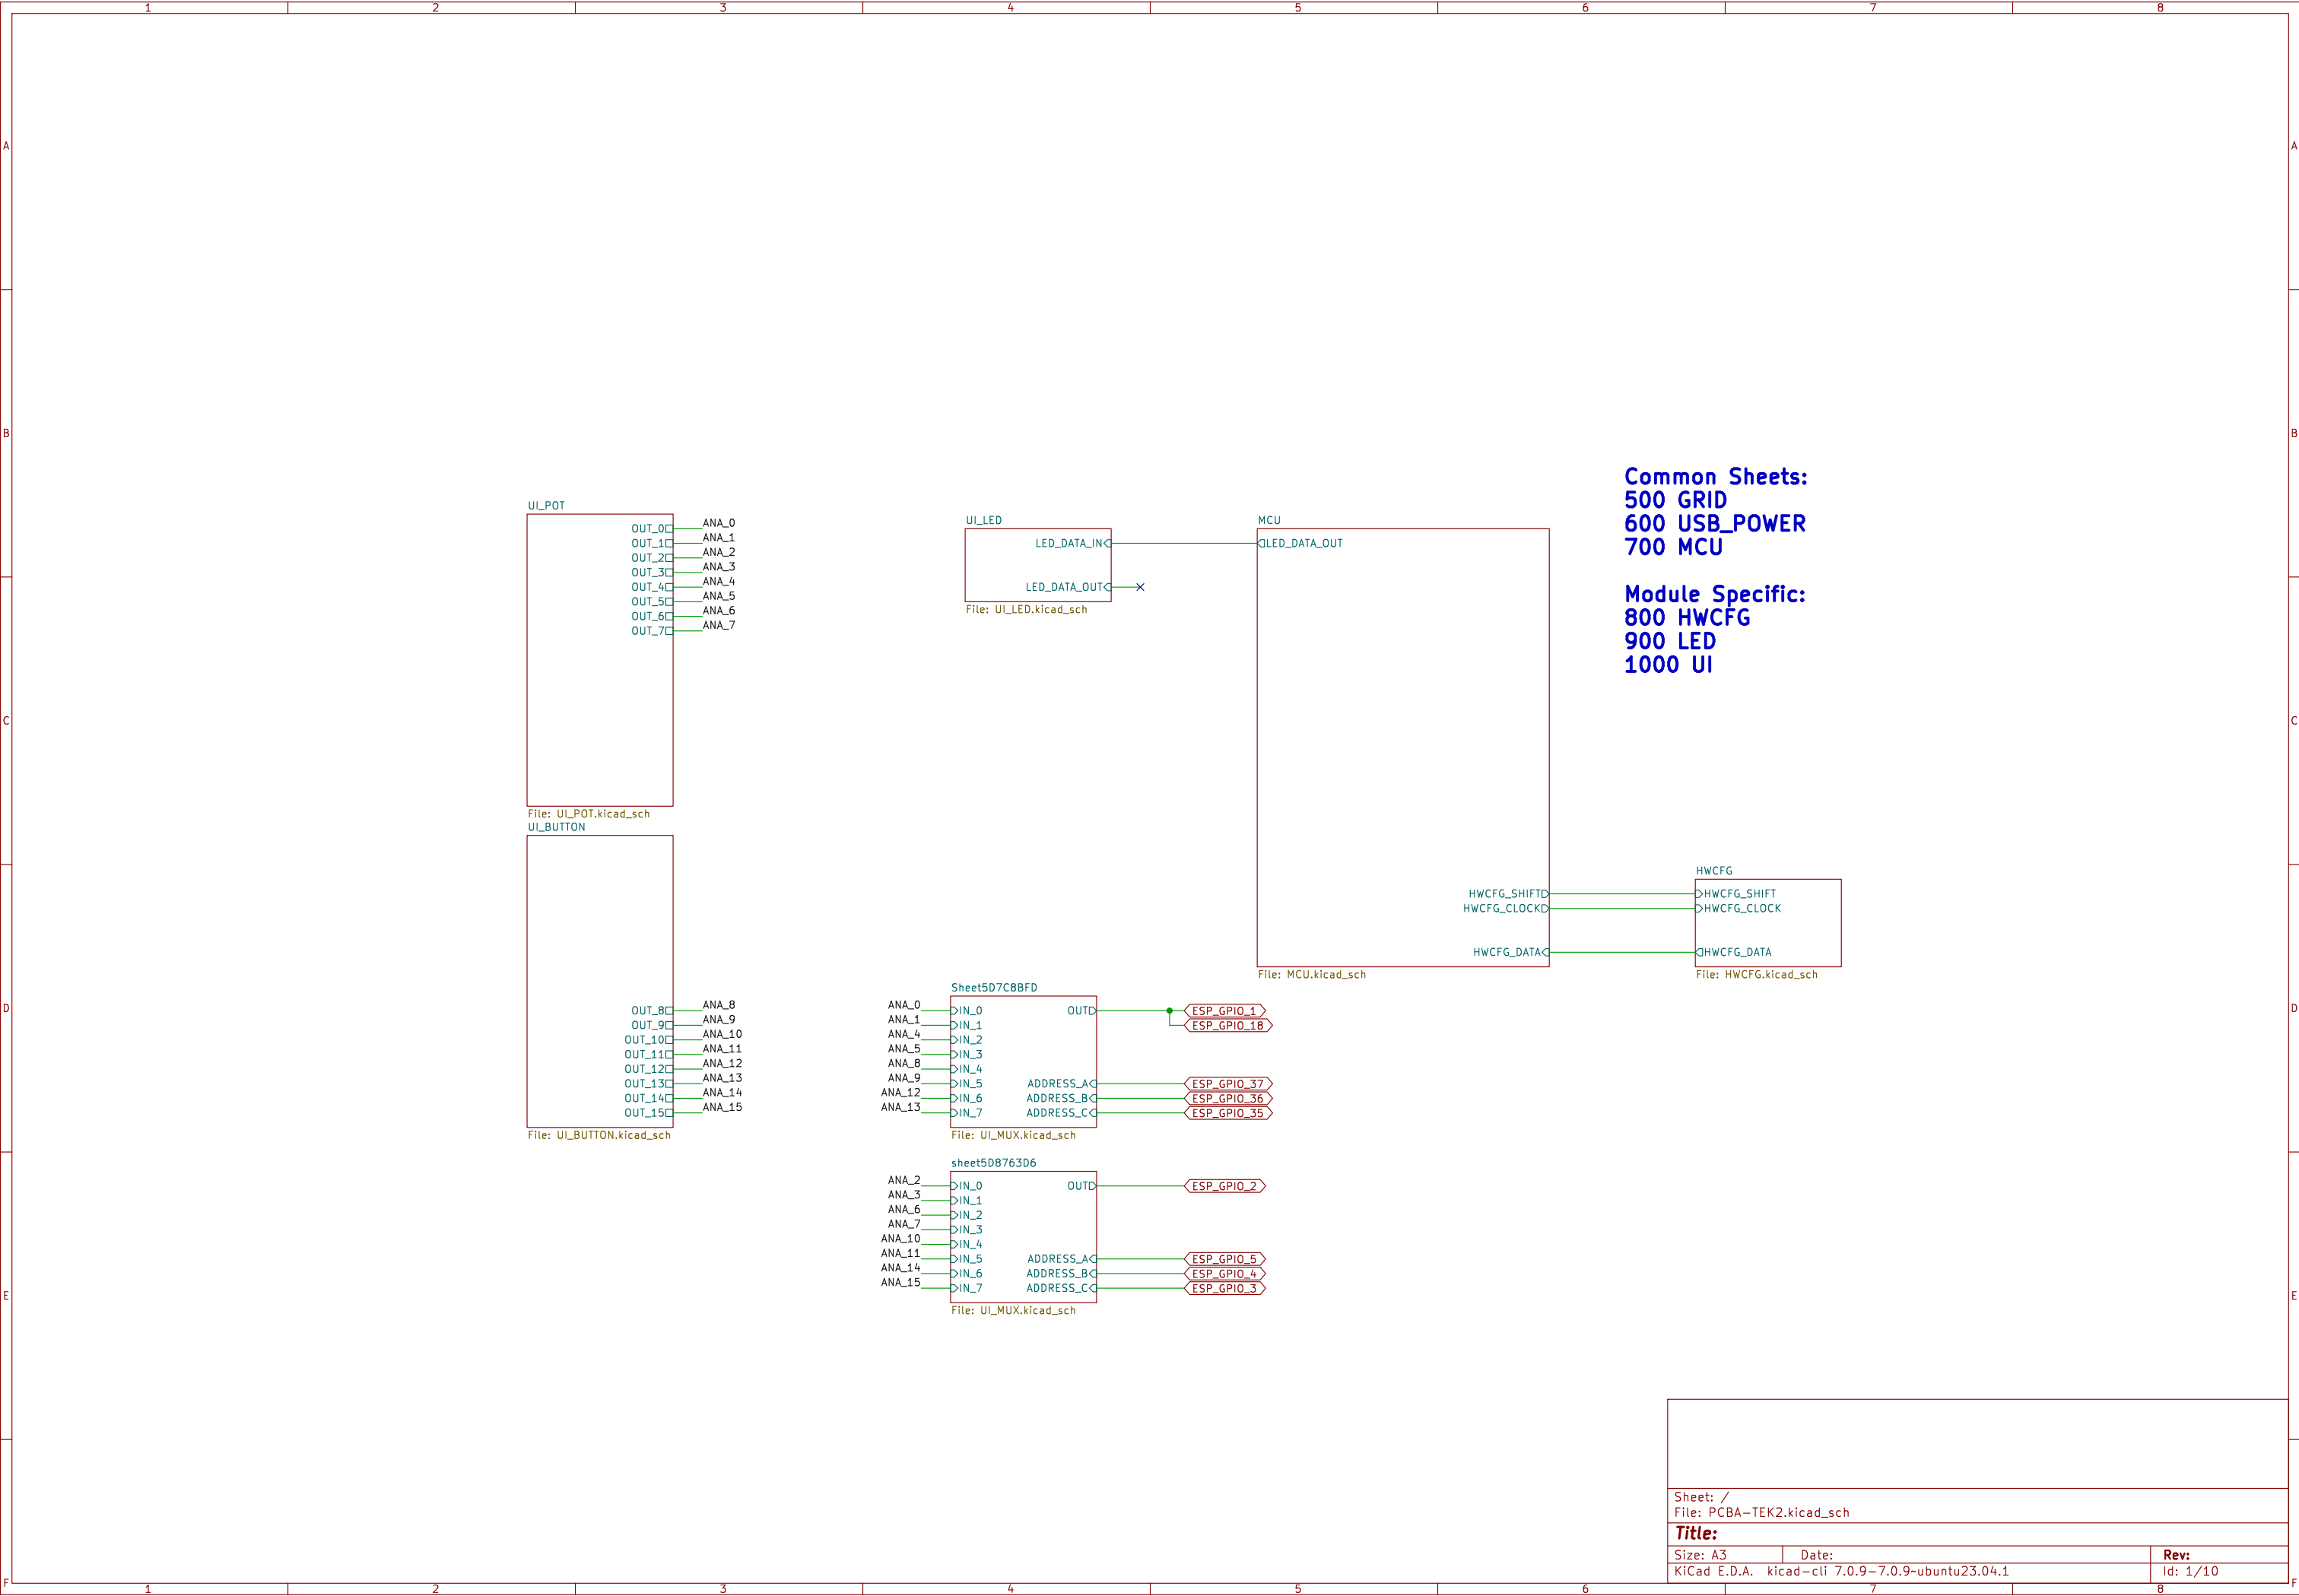 1 2 3 4 5 6 7 8
A A
B B
C C
D D
E E
F F
UI_POT
OUT_0 ANA_0
OUT_1 ANA_1
OUT_2 ANA_2
OUT_3 ANA_3
OUT_4 ANA_4
OUT_5 ANA_5
OUT_6 ANA_6
OUT_7 ANA_7
File: UI_POT.kicad_sch
UI_BUTTON
OUT_8 ANA_8
OUT_9 ANA_9
OUT_10 ANA_10
OUT_11 ANA_11
OUT_12 ANA_12
OUT_13 ANA_13
OUT_14 ANA_14
OUT_15 ANA_15
File: UI_BUTTON.kicad_sch
UI_LED
LED_DATA_IN
LED_DATA_OUT
File: UI_LED.kicad_sch
MCU
LED_DATA_OUT
HWCFG_SHIFT
HWCFG_CLOCK
HWCFG_DATA
File: MCU.kicad_sch
Common Sheets:
500 GRID
600 USB_POWER
700 MCU
Module Specific:
800 HWCFG
900 LED
1000 UI
HWCFG
HWCFG_SHIFT
HWCFG_CLOCK
HWCFG_DATA
File: HWCFG.kicad_sch
Sheet5D7C8BFD
ANA_0 IN_0 OUT ESP_GPIO_1
ANA_1 IN_1 ESP_GPIO_18
ANA_4 IN_2
ANA_5 IN_3
ANA_8 IN_4
ANA_9 IN_5 ADDRESS_A ESP_GPIO_37
ANA_12 IN_6 ADDRESS_B ESP_GPIO_36
ANA_13 IN_7 ADDRESS_C ESP_GPIO_35
File: UI_MUX.kicad_sch
sheet5D8763D6
ANA_2 IN_0 OUT ESP_GPIO_2
ANA_3 IN_1
ANA_6 IN_2
ANA_7 IN_3
ANA_10 IN_4
ANA_11 IN_5 ADDRESS_A ESP_GPIO_5
ANA_14 IN_6 ADDRESS_B ESP_GPIO_4
ANA_15 IN_7 ADDRESS_C ESP_GPIO_3
File: UI_MUX.kicad_sch
Sheet: /
File: PCBA-TEK2.kicad_sch
Title:
Size: A3 Date: Rev:
KiCad E.D.A. kicad-cli 7.0.9-7.0.9~ubuntu23.04.1 Id: 1/10
1 2 3 4 5 6 7 8